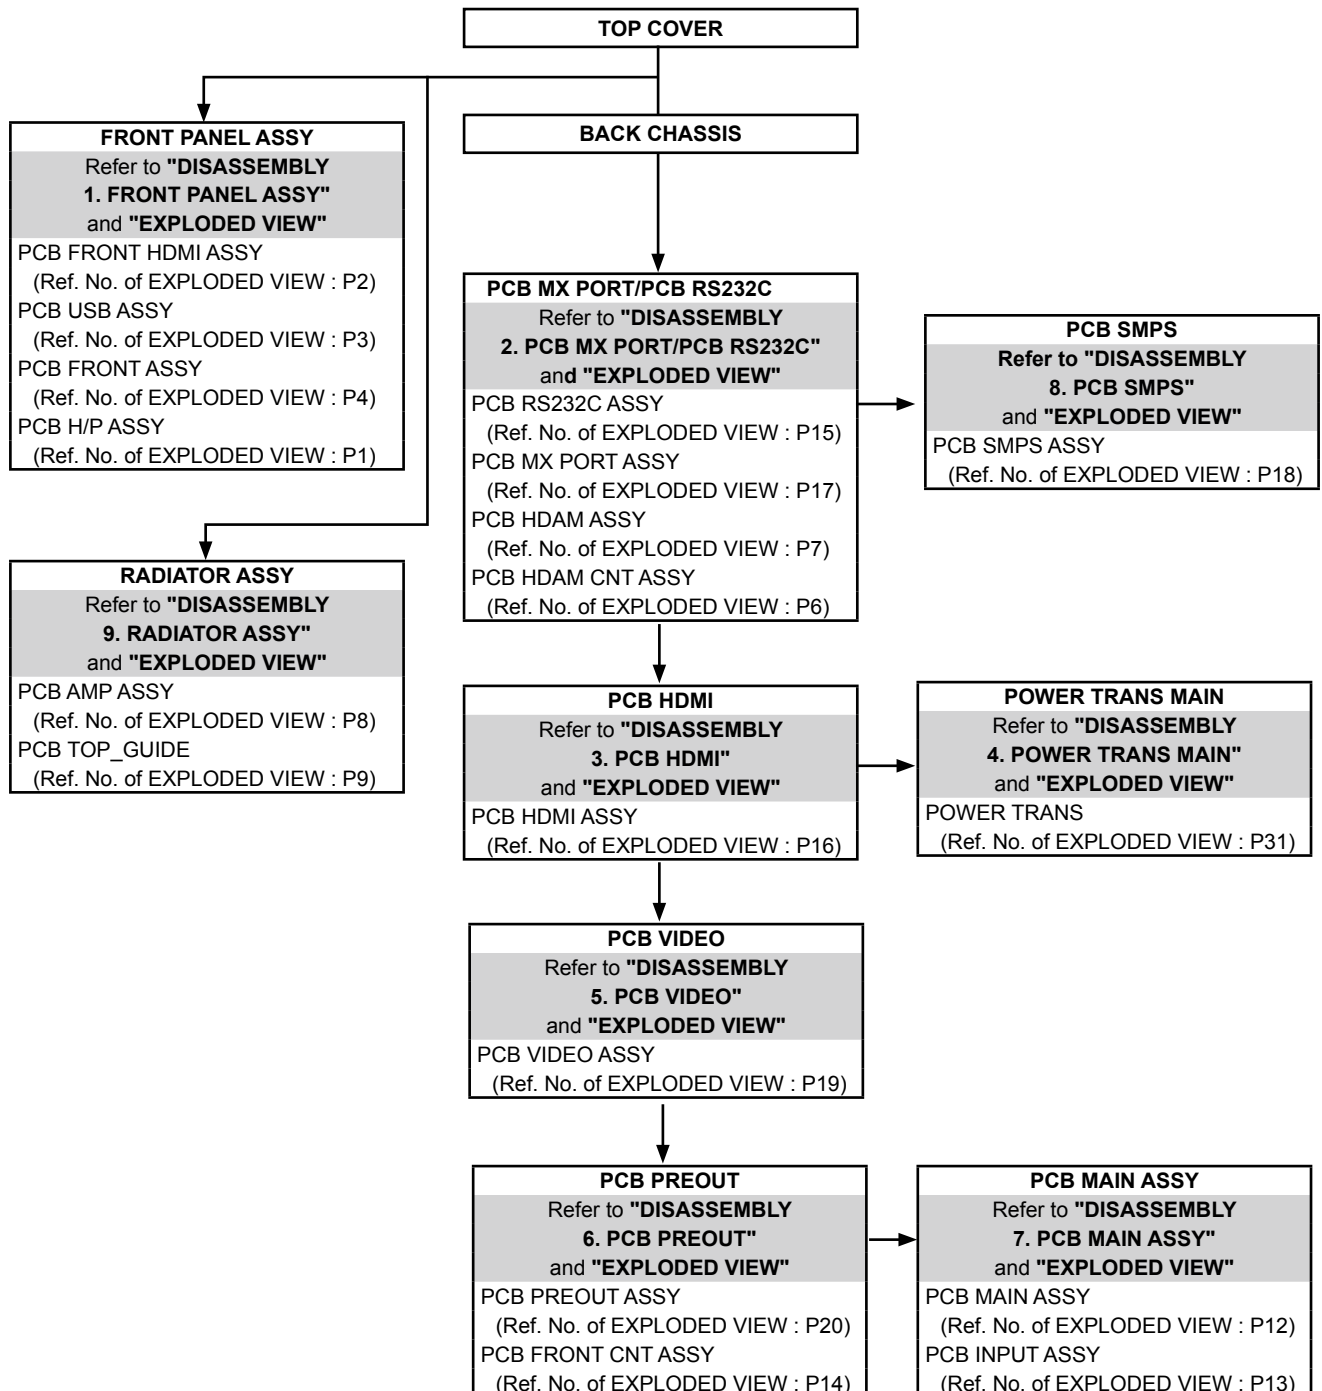 TOP COVER
FRONT PANEL ASSY
Refer to "DISASSEMBLY
1. FRONT PANEL ASSY"
and "EXPLODED VIEW"
PCB FRONT HDMI ASSY
(Ref. No. of EXPLODED VIEW : P2)
PCB USB ASSY
(Ref. No. of EXPLODED VIEW : P3)
PCB FRONT ASSY
(Ref. No. of EXPLODED VIEW : P4)
PCB H/P ASSY
(Ref. No. of EXPLODED VIEW : P1)
RADIATOR ASSY
Refer to "DISASSEMBLY
9. RADIATOR ASSY"
and "EXPLODED VIEW"
PCB AMP ASSY
(Ref. No. of EXPLODED VIEW : P8)
PCB TOP_GUIDE
(Ref. No. of EXPLODED VIEW : P9)
BACK CHASSIS
PCB MX PORT/PCB RS232C
Refer to "DISASSEMBLY
2. PCB MX PORT/PCB RS232C"
and "EXPLODED VIEW"
PCB RS232C ASSY
(Ref. No. of EXPLODED VIEW : P15)
PCB MX PORT ASSY
(Ref. No. of EXPLODED VIEW : P17)
PCB HDAM ASSY
(Ref. No. of EXPLODED VIEW : P7)
PCB HDAM CNT ASSY
(Ref. No. of EXPLODED VIEW : P6)
PCB SMPS
Refer to "DISASSEMBLY
8. PCB SMPS"
and "EXPLODED VIEW"
PCB SMPS ASSY
(Ref. No. of EXPLODED VIEW : P18)
PCB HDMI
Refer to "DISASSEMBLY
3. PCB HDMI"
and "EXPLODED VIEW"
PCB HDMI ASSY
(Ref. No. of EXPLODED VIEW : P16)
POWER TRANS MAIN
Refer to "DISASSEMBLY
4. POWER TRANS MAIN"
and "EXPLODED VIEW"
POWER TRANS
(Ref. No. of EXPLODED VIEW : P31)
PCB VIDEO
Refer to "DISASSEMBLY
5. PCB VIDEO"
and "EXPLODED VIEW"
PCB VIDEO ASSY
(Ref. No. of EXPLODED VIEW : P19)
PCB PREOUT
Refer to "DISASSEMBLY
6. PCB PREOUT"
and "EXPLODED VIEW"
PCB PREOUT ASSY
(Ref. No. of EXPLODED VIEW : P20)
PCB FRONT CNT ASSY
(Ref. No. of EXPLODED VIEW : P14)
PCB MAIN ASSY
Refer to "DISASSEMBLY
7. PCB MAIN ASSY"
and "EXPLODED VIEW"
PCB MAIN ASSY
(Ref. No. of EXPLODED VIEW : P12)
PCB INPUT ASSY
(Ref. No. of EXPLODED VIEW : P13)